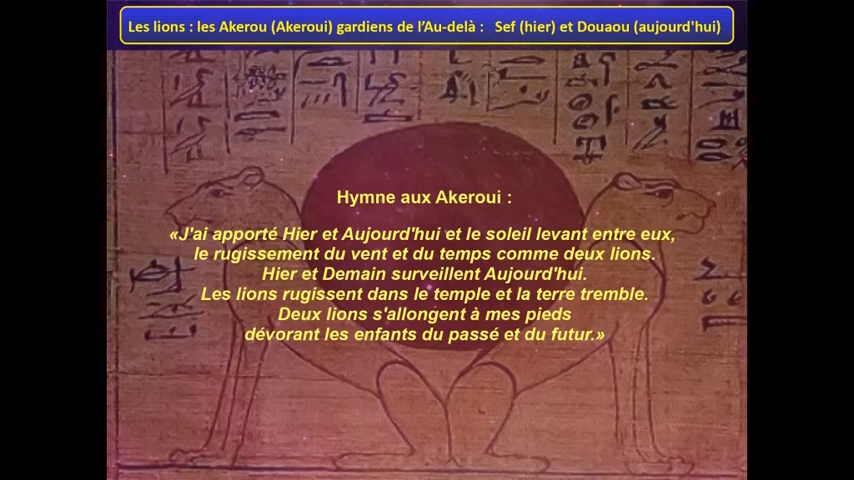 Les lions : les Akerou (Akeroui) gardiens de l'Au-delà : Sef (hier) et Douaou (aujourd'hui)
Hymne aux Akeroui :
«J'ai apporté Hier et Aujourd'hui et le soleil levant entre eux,
le rugissement du vent et du temps comme deux lions.
Hier et Demain surveillent Aujourd'hui.
Les lions rugissent dans le temple et la terre tremble.
Deux lions s'allongent à mes pieds
dévorant les enfants du passé et du futur.»